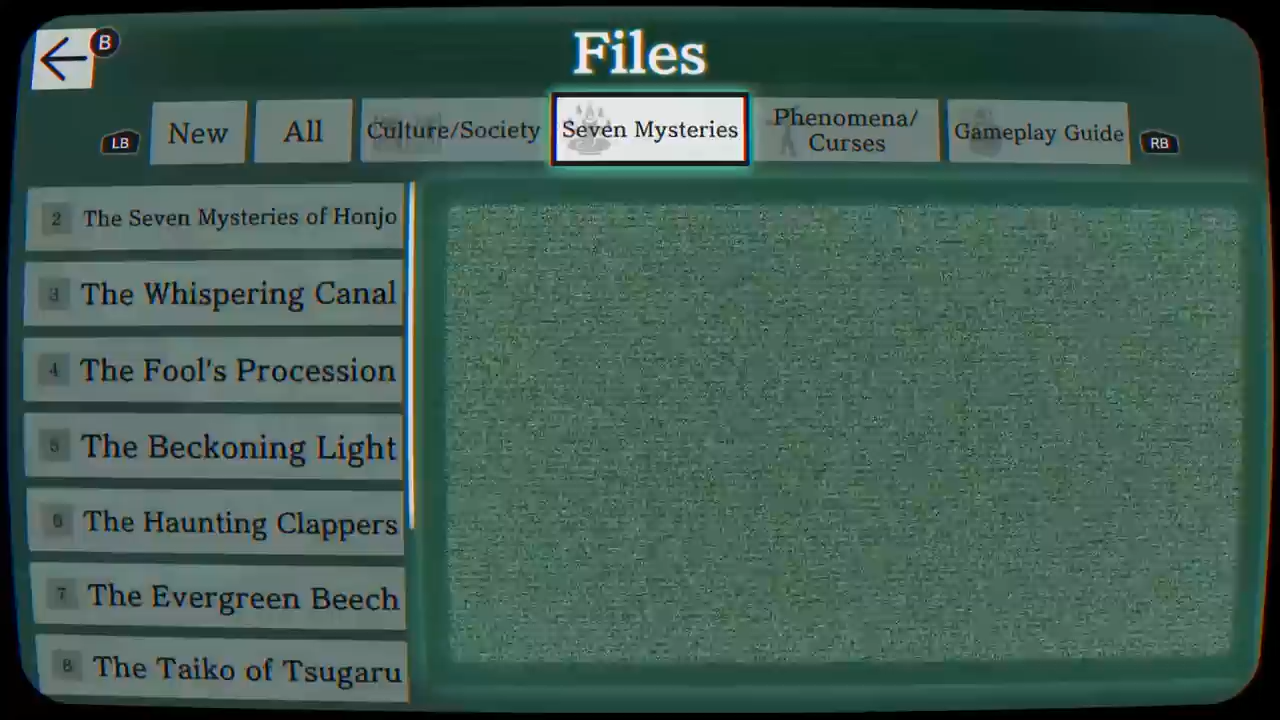 B
Files
LB
New
All
Culture/Society
Seven Mysteries
Phenomena/
Curses
Gameplay Guide
RB
2 The Seven Mysteries of Honjo
3 The Whispering Canal
4 The Fool's Procession
5 The Beckoning Light
6 The Haunting Clappers
7 The Evergreen Beech
8 The Taiko of Tsugaru